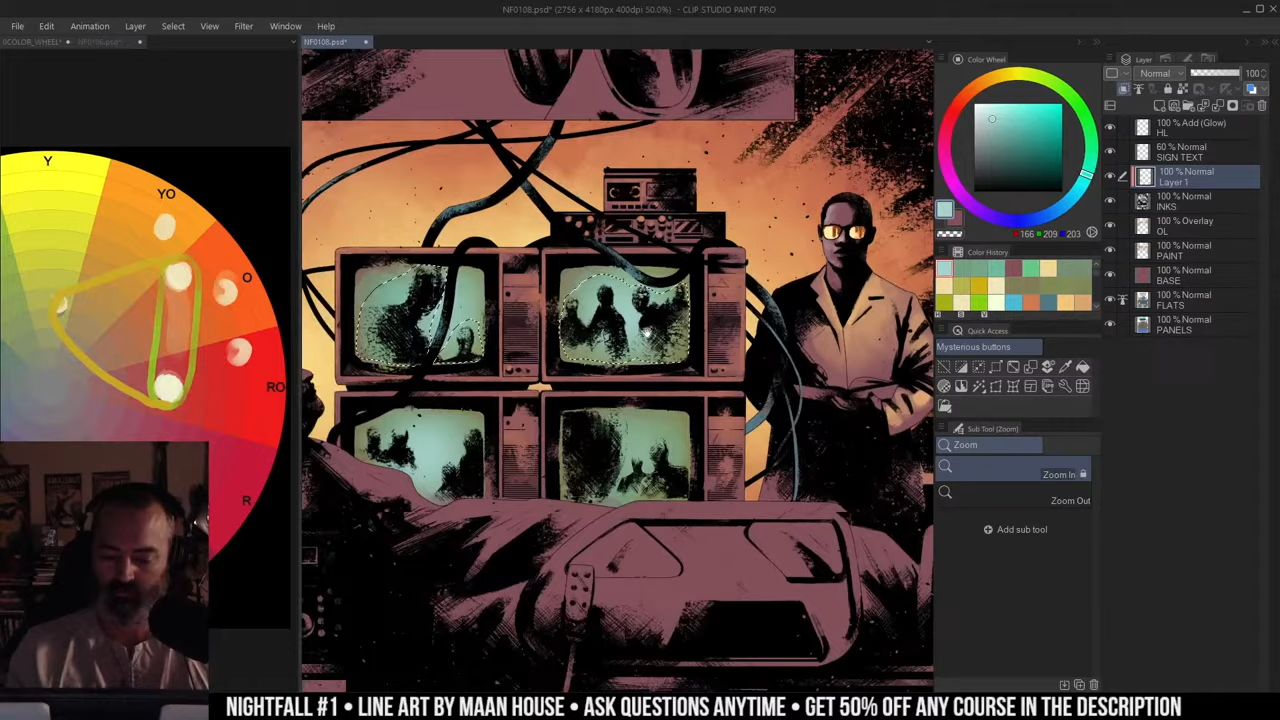 NF0108.psd* (2756 x 4180px 400dpi 50.0%) - CLIP STUDIO PAINT PRO
File Edit Animation Layer Select View Filter Window Help
0COLOR_WHEEL* NF0106.psd* NF0108.psd*
Color Wheel
166 209 203
Color History
H S V
Quick Access
Mysterious buttons
Sub Tool (Zoom)
Zoom
Zoom In
Zoom Out
Add sub tool
Layer
Normal 100
100 % Add (Glow)
HL
60 % Normal
SIGN TEXT
100 % Normal
Layer 1
100 % Normal
INKS
100 % Overlay
OL
100 % Normal
PAINT
100 % Normal
BASE
100 % Normal
FLATS
100 % Normal
PANELS
Y
YO
O
RO
R
NIGHTFALL #1 • LINE ART BY MAAN HOUSE • ASK QUESTIONS ANYTIME • GET 50% OFF ANY COURSE IN THE DESCRIPTION